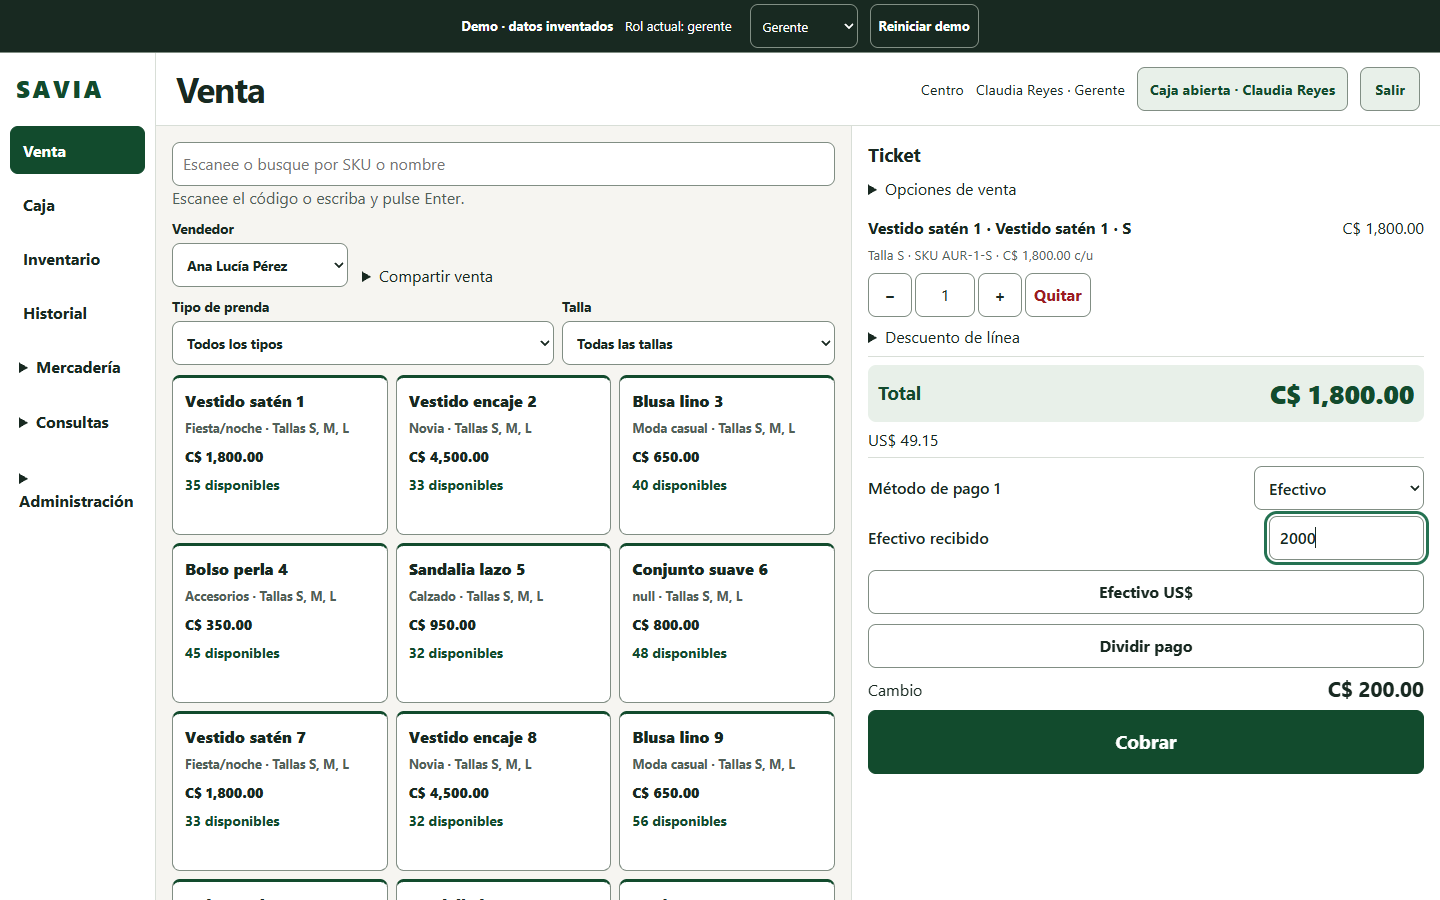 Demo · datos inventados Rol actual: gerente Gerente Reiniciar demo
SAVIA
Venta
Caja
Inventario
Historial
Mercadería
Consultas
Administración
Venta
Centro Claudia Reyes · Gerente Caja abierta · Claudia Reyes Salir
Escanee o busque por SKU o nombre
Escanee el código o escriba y pulse Enter.
Vendedor
Ana Lucía Pérez Compartir venta
Tipo de prenda Talla
Todos los tipos Todas las tallas
Vestido satén 1
Fiesta/noche · Tallas S, M, L
C$ 1,800.00
35 disponibles
Vestido encaje 2
Novia · Tallas S, M, L
C$ 4,500.00
33 disponibles
Blusa lino 3
Moda casual · Tallas S, M, L
C$ 650.00
40 disponibles
Bolso perla 4
Accesorios · Tallas S, M, L
C$ 350.00
45 disponibles
Sandalia lazo 5
Calzado · Tallas S, M, L
C$ 950.00
32 disponibles
Conjunto suave 6
null · Tallas S, M, L
C$ 800.00
48 disponibles
Vestido satén 7
Fiesta/noche · Tallas S, M, L
C$ 1,800.00
33 disponibles
Vestido encaje 8
Novia · Tallas S, M, L
C$ 4,500.00
32 disponibles
Blusa lino 9
Moda casual · Tallas S, M, L
C$ 650.00
56 disponibles
Ticket
Opciones de venta
Vestido satén 1 · Vestido satén 1 · S C$ 1,800.00
Talla S · SKU AUR-1-S · C$ 1,800.00 c/u
– 1 + Quitar
Descuento de línea
Total C$ 1,800.00
US$ 49.15
Método de pago 1 Efectivo
Efectivo recibido 2000
Efectivo US$
Dividir pago
Cambio C$ 200.00
Cobrar